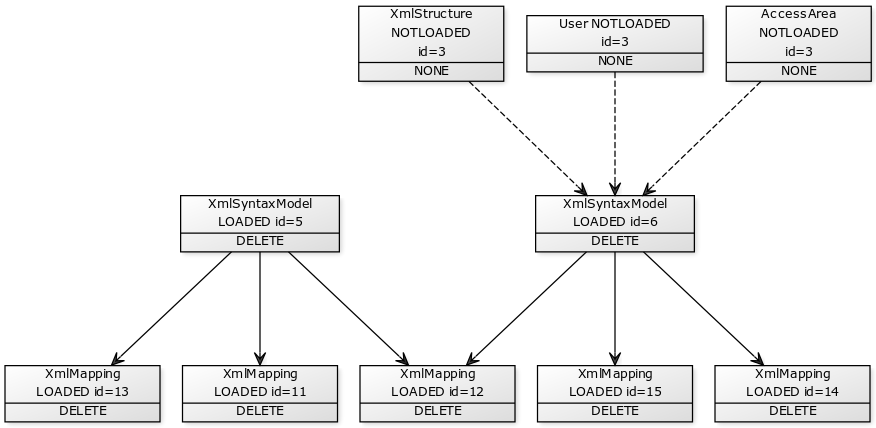 XmlStructure
NOTLOADED
id=3
NONE
User NOTLOADED
id=3
NONE
AccessArea
NOTLOADED
id=3
NONE
XmlSyntaxModel
LOADED id=5
DELETE
XmlSyntaxModel
LOADED id=6
DELETE
XmlMapping
LOADED id=13
DELETE
XmlMapping
LOADED id=11
DELETE
XmlMapping
LOADED id=12
DELETE
XmlMapping
LOADED id=15
DELETE
XmlMapping
LOADED id=14
DELETE